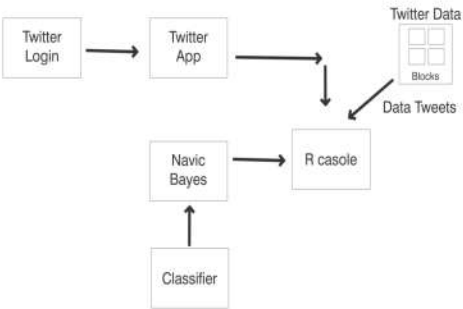 Twitter Data
Twitter
Login
Twitter
App
Blocks
Data Tweets
Navic
Bayes
R casole
Classifier